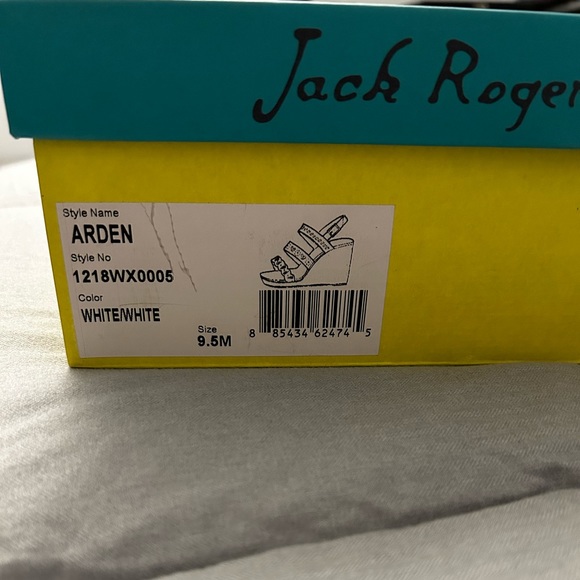 Jack Roger
Style Name
ARDEN
Style No
1218WX0005
Color
WHITE/WHITE
Size
9.5M
8 85434 62474 5